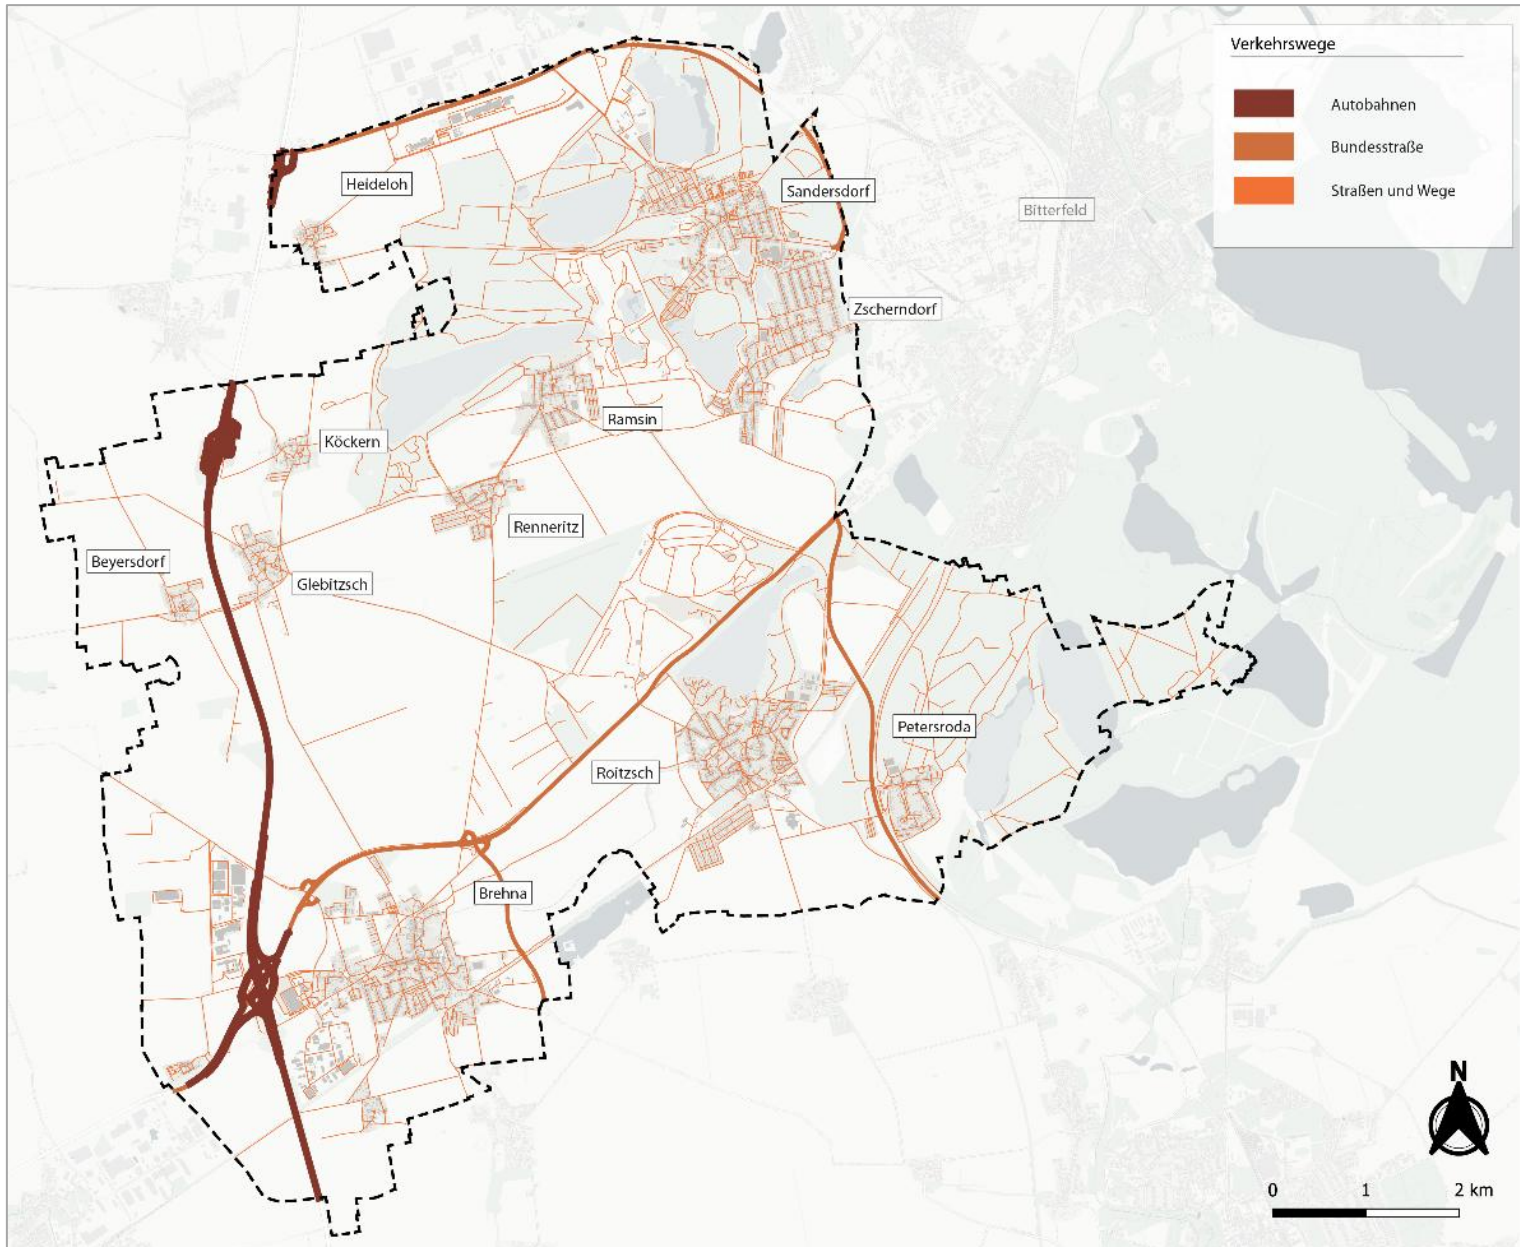 Verkehrswege
Autobahnen
Bundesstraße
Straßen und Wege
Heideloh
Sandersdorf
Bitterfeld
Zscherndorf
Ramsin
Köckern
Renneritz
Beyersdorf
Glebitzsch
Petersroda
Roitzsch
Brehna
N
0 1 2 km